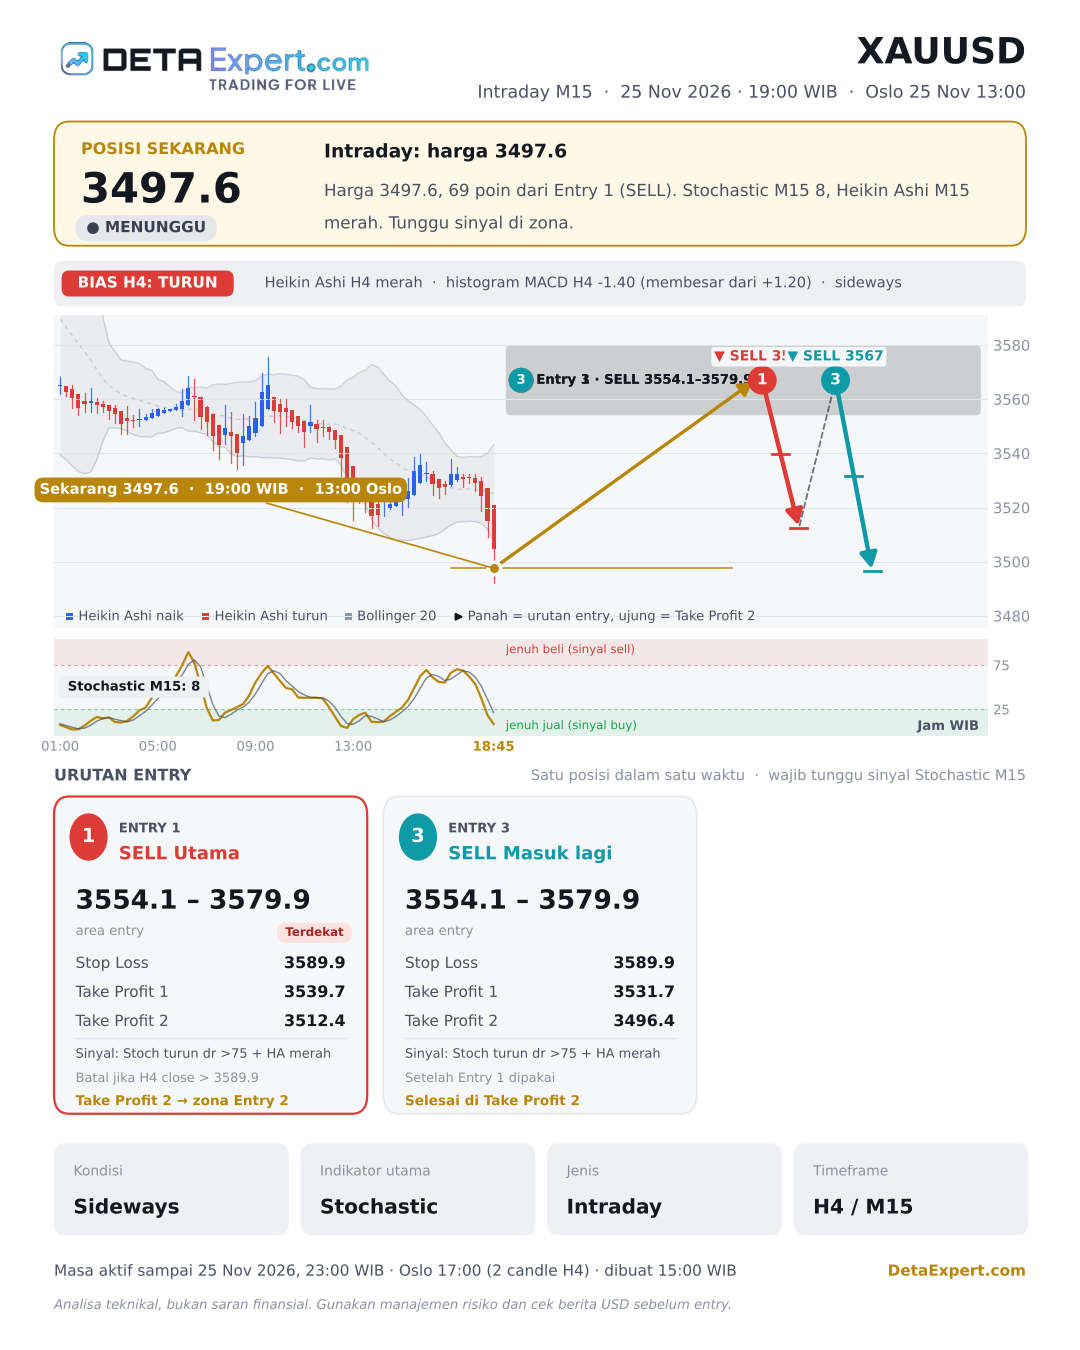 DETA Expert.com
TRADING FOR LIVE
XAUUSD
Intraday M15 · 25 Nov 2026 · 19:00 WIB · Oslo 25 Nov 13:00
POSISI SEKARANG
3497.6
● MENUNGGU
Intraday: harga 3497.6
Harga 3497.6, 69 poin dari Entry 1 (SELL). Stochastic M15 8, Heikin Ashi M15
merah. Tunggu sinyal di zona.
BIAS H4: TURUN
Heikin Ashi H4 merah · histogram MACD H4 -1.40 (membesar dari +1.20) · sideways
▼ SELL 3
▼ SELL 3567
3 Entry · SELL 3554.1–3579.9
1
3
Sekarang 3497.6 · 19:00 WIB · 13:00 Oslo
3580
3560
3540
3520
3500
3480
Heikin Ashi naik
Heikin Ashi turun
Bollinger 20
Panah = urutan entry, ujung = Take Profit 2
jenuh beli (sinyal sell)
75
Stochastic M15: 8
25
jenuh jual (sinyal buy)
Jam WIB
01:00 05:00 09:00 13:00 18:45
URUTAN ENTRY
Satu posisi dalam satu waktu · wajib tunggu sinyal Stochastic M15
1
ENTRY 1
SELL Utama
3554.1 – 3579.9
area entry
Terdekat
Stop Loss 3589.9
Take Profit 1 3539.7
Take Profit 2 3512.4
Sinyal: Stoch turun dr >75 + HA merah
Batal jika H4 close > 3589.9
Take Profit 2 → zona Entry 2
3
ENTRY 3
SELL Masuk lagi
3554.1 – 3579.9
area entry
Stop Loss 3589.9
Take Profit 1 3531.7
Take Profit 2 3496.4
Sinyal: Stoch turun dr >75 + HA merah
Setelah Entry 1 dipakai
Selesai di Take Profit 2
Kondisi
Sideways
Indikator utama
Stochastic
Jenis
Intraday
Timeframe
H4 / M15
Masa aktif sampai 25 Nov 2026, 23:00 WIB · Oslo 17:00 (2 candle H4) · dibuat 15:00 WIB
DetaExpert.com
Analisa teknikal, bukan saran finansial. Gunakan manajemen risiko dan cek berita USD sebelum entry.